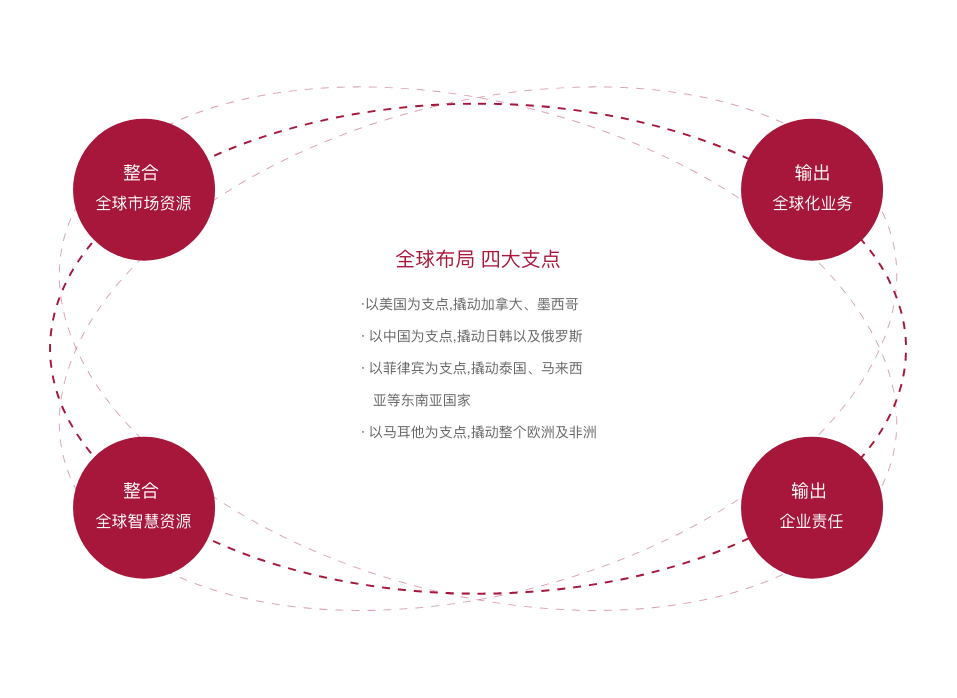 整合
全球市场资源
输出
全球化业务
全球布局 四大支点
·以美国为支点,撬动加拿大、墨西哥
· 以中国为支点,撬动日韩以及俄罗斯
· 以菲律宾为支点,撬动泰国、马来西
亚等东南亚国家
· 以马耳他为支点,撬动整个欧洲及非洲
整合
全球智慧资源
输出
企业责任